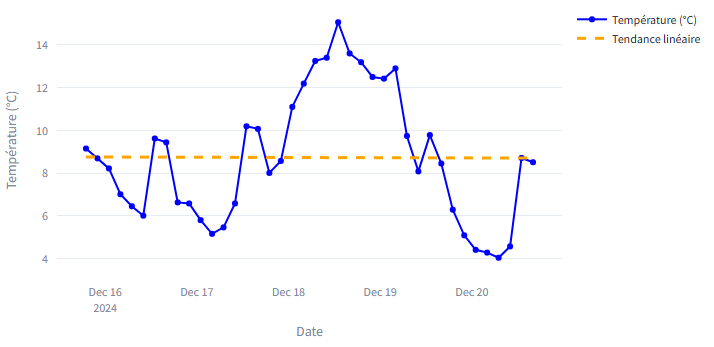 Température (°C)
Tendance linéaire
14
12
10
8
6
4
Température (°C)
Dec 16
2024
Dec 17
Dec 18
Dec 19
Dec 20
Date